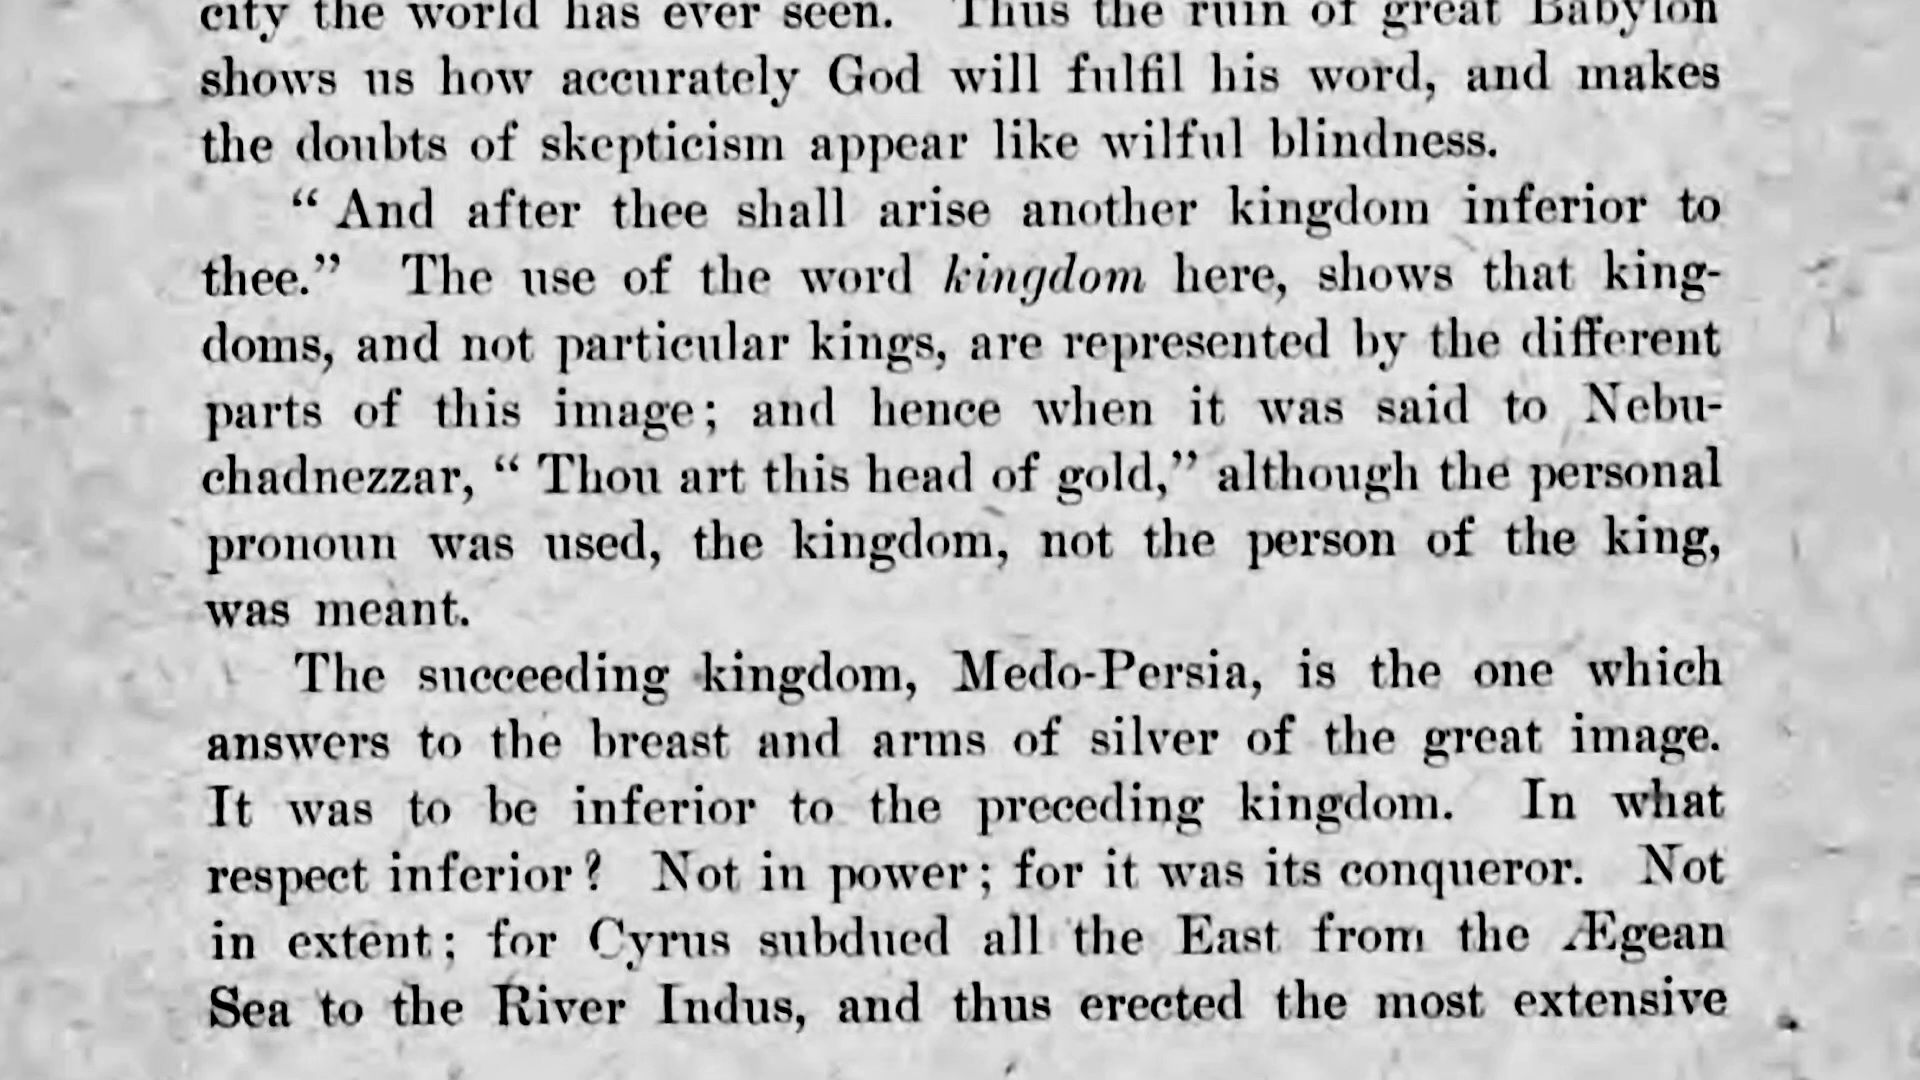 city the world has ever seen. Thus the ruin of great Babylon
shows us how accurately God will fulfil his word, and makes
the doubts of skepticism appear like wilful blindness.
“And after thee shall arise another kingdom inferior to
thee.” The use of the word kingdom here, shows that king-
doms, and not particular kings, are represented by the different
parts of this image; and hence when it was said to Nebu-
chadnezzar, “Thou art this head of gold,” although the personal
pronoun was used, the kingdom, not the person of the king,
was meant.
The succeeding kingdom, Medo-Persia, is the one which
answers to the breast and arms of silver of the great image.
It was to be inferior to the preceding kingdom. In what
respect inferior? Not in power; for it was its conqueror. Not
in extent; for Cyrus subdued all the East from the Ægean
Sea to the River Indus, and thus erected the most extensive